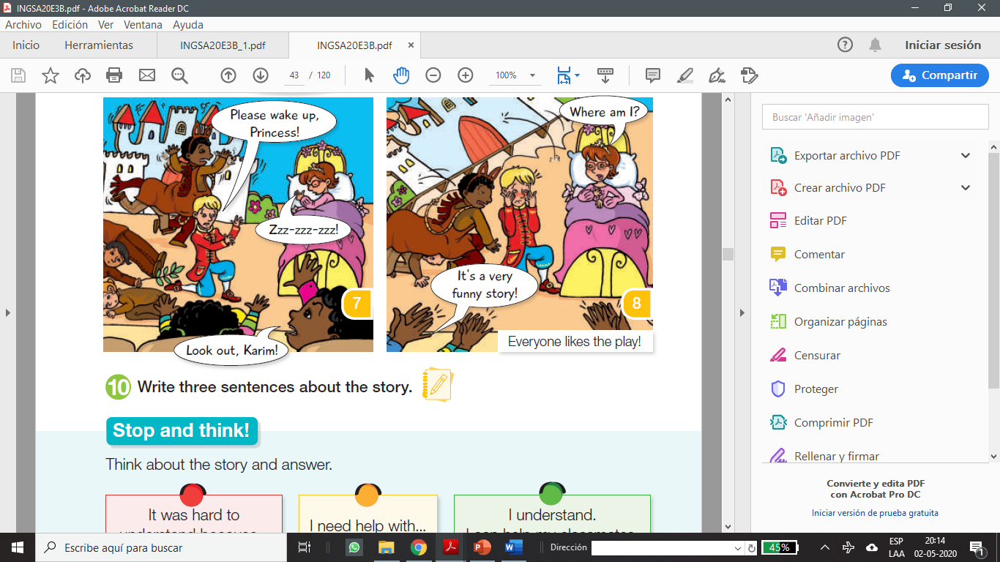 INGSA20E3B.pdf - Adobe Acrobat Reader DC
Archivo Edición Ver Ventana Ayuda
Inicio Herramientas INGSA20E3B_1.pdf INGSA20E3B.pdf × Iniciar sesión
43 / 120 100% Compartir
Please wake up,
Princess!
Zzz-zzz-zzz!
Look out, Karim!
7
Where am I?
It's a very
funny story!
8
Everyone likes the play!
10 Write three sentences about the story.
Stop and think!
Think about the story and answer.
It was hard to
understand because
I need help with...
I understand.
I can help my classmates
Buscar 'Añadir imagen'
Exportar archivo PDF
Crear archivo PDF
Editar PDF
Comentar
Combinar archivos
Organizar páginas
Censurar
Proteger
Comprimir PDF
Rellenar y firmar
Convierte y edita PDF
con Acrobat Pro DC
Iniciar versión de prueba gratuita
Escribe aquí para buscar
Dirección
45%
ESP
LAA
20:14
02-05-2020
1